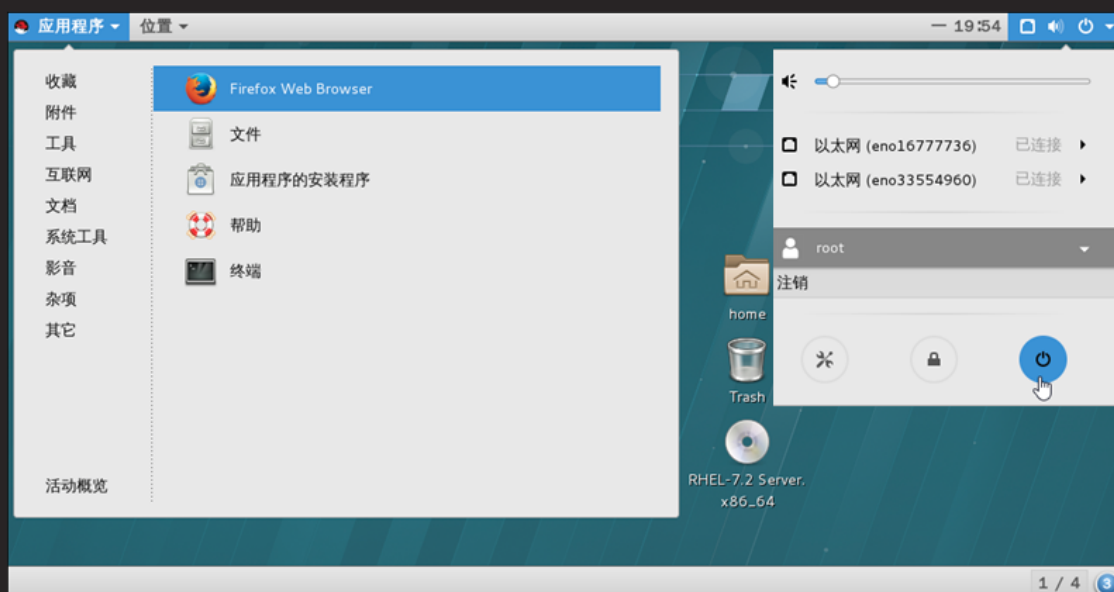 应用程序 位置 一 19:54
收藏
附件
工具
互联网
文档
系统工具
影音
杂项
其它
活动概览
Firefox Web Browser
文件
应用程序的安装程序
帮助
终端
以太网 (eno16777736) 已连接
以太网 (eno33554960) 已连接
root
注销
home
Trash
RHEL-7.2 Server.
x86_64
1 / 4 3